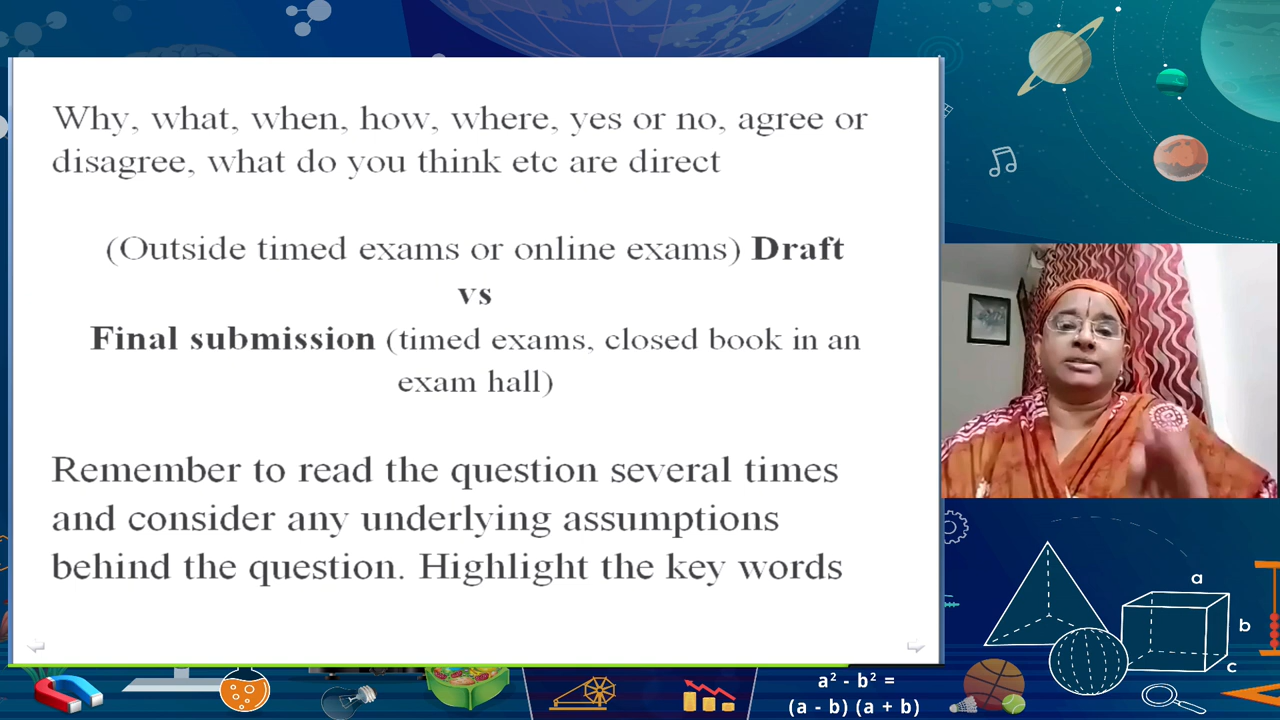 Why, what, when, how, where, yes or no, agree or
disagree, what do you think etc are direct
(Outside timed exams or online exams) Draft
vs
Final submission (timed exams, closed book in an
exam hall)
Remember to read the question several times
and consider any underlying assumptions
behind the question. Highlight the key words
a
b
c
a² - b² =
(a - b) (a + b)